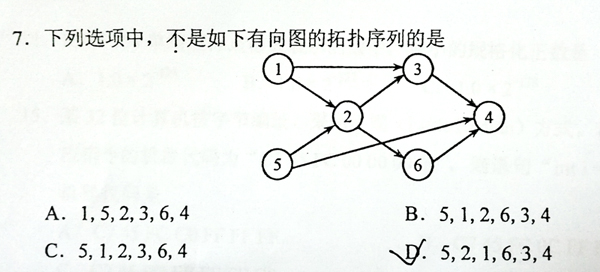 7. 下列选项中，不是如下有向图的拓扑序列的是
1
3
2
4
5
6
A. 1, 5, 2, 3, 6, 4
B. 5, 1, 2, 6, 3, 4
C. 5, 1, 2, 3, 6, 4
D. 5, 2, 1, 6, 3, 4